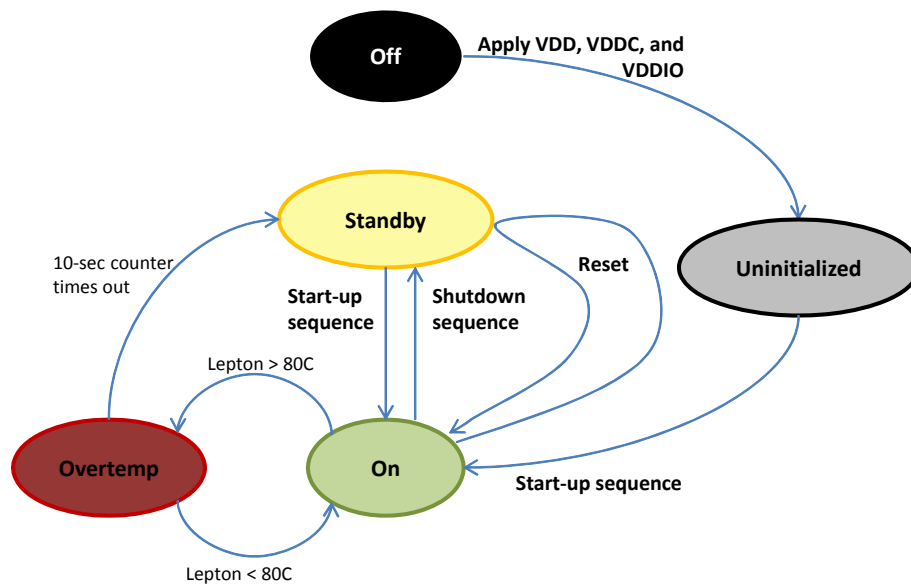 Off
Apply VDD, VDDC, and
VDDIO
Standby
Uninitialized
10-sec counter
times out
Reset
Start-up
sequence
Shutdown
sequence
Lepton > 80C
Overtemp
On
Start-up sequence
Lepton < 80C